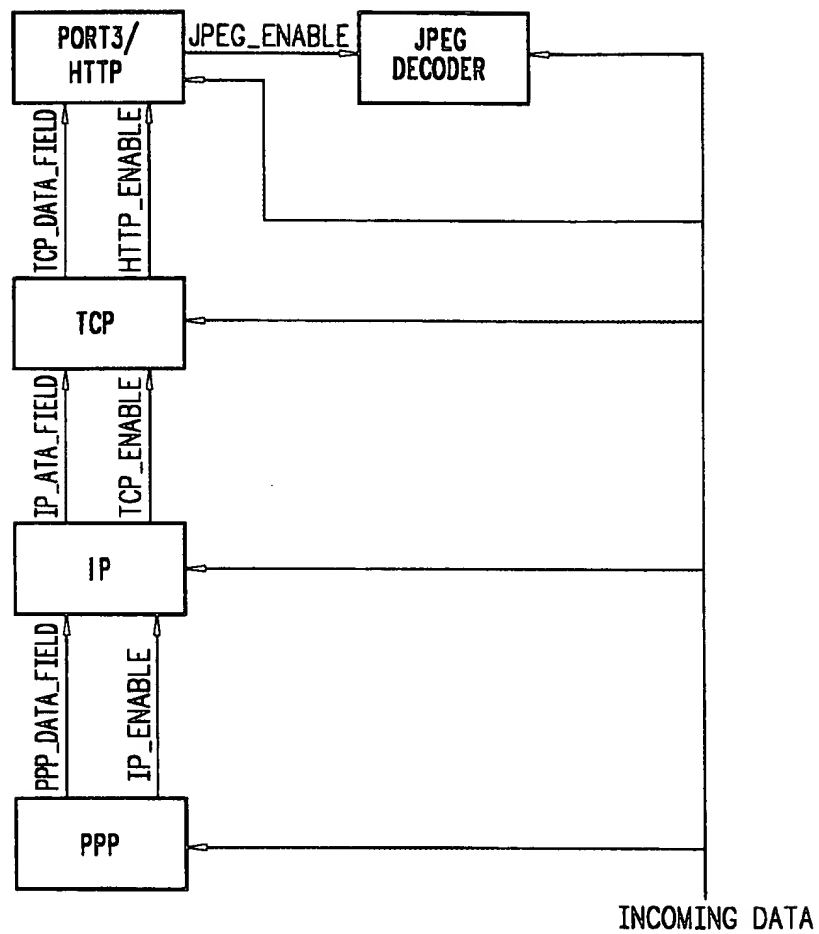 PORT3/
HTTP
JPEG_ENABLE
JPEG
DECODER
TCP_DATA_FIELD
HTTP_ENABLE
TCP
IP_ATA_FIELD
TCP_ENABLE
IP
PPP_DATA_FIELD
IP_ENABLE
PPP
INCOMING DATA